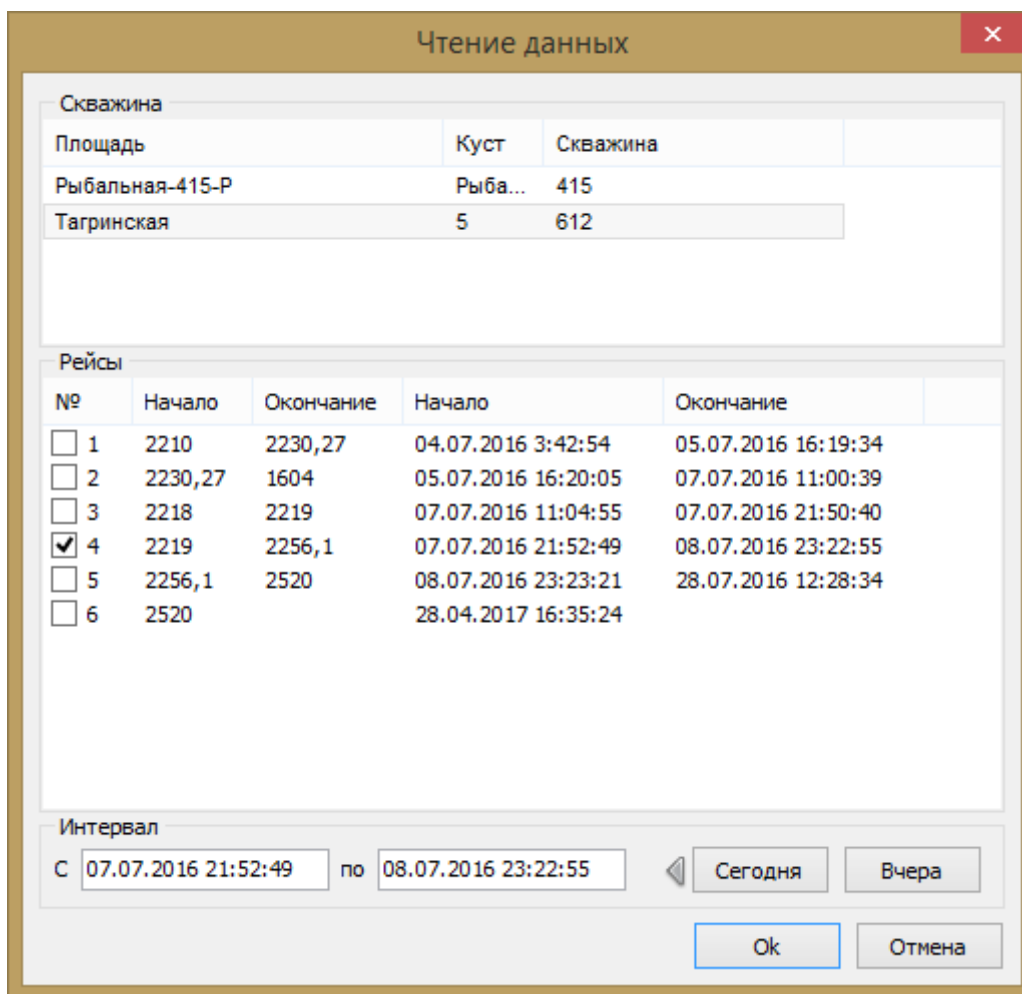 Чтение данных
Скважина
Площадь Куст Скважина
Рыбальная-415-Р Рыба... 415
Тагринская 5 612
Рейсы
№ Начало Окончание Начало Окончание
1 2210 2230,27 04.07.2016 3:42:54 05.07.2016 16:19:34
2 2230,27 1604 05.07.2016 16:20:05 07.07.2016 11:00:39
3 2218 2219 07.07.2016 11:04:55 07.07.2016 21:50:40
4 2219 2256,1 07.07.2016 21:52:49 08.07.2016 23:22:55
5 2256,1 2520 08.07.2016 23:23:21 28.07.2016 12:28:34
6 2520 28.04.2017 16:35:24
Интервал
С 07.07.2016 21:52:49 по 08.07.2016 23:22:55 Сегодня Вчера
Ok Отмена